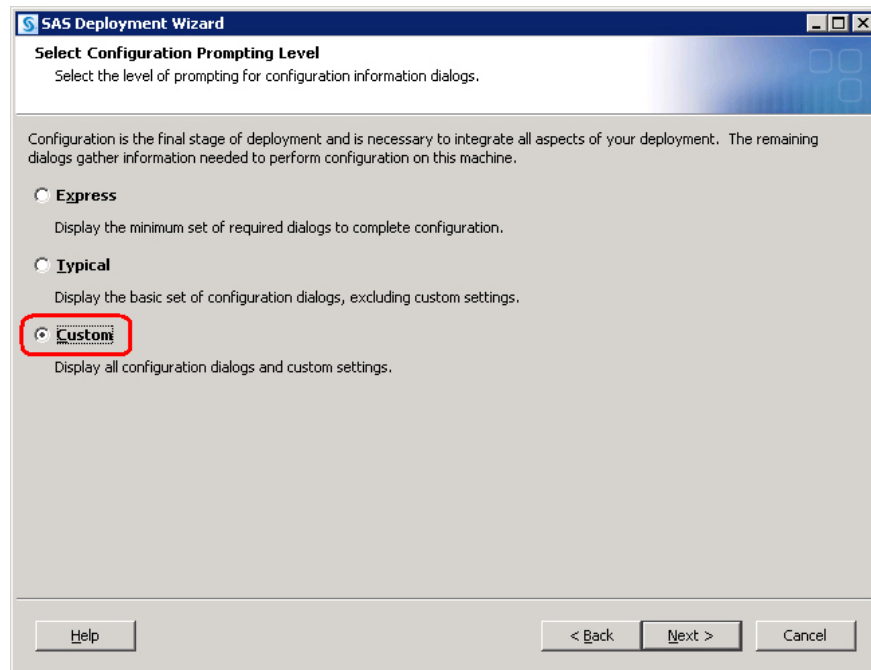 SAS Deployment Wizard
Select Configuration Prompting Level
Select the level of prompting for configuration information dialogs.
Configuration is the final stage of deployment and is necessary to integrate all aspects of your deployment. The remaining
dialogs gather information needed to perform configuration on this machine.
Express
Display the minimum set of required dialogs to complete configuration.
Typical
Display the basic set of configuration dialogs, excluding custom settings.
Custom
Display all configuration dialogs and custom settings.
Help
< Back
Next >
Cancel